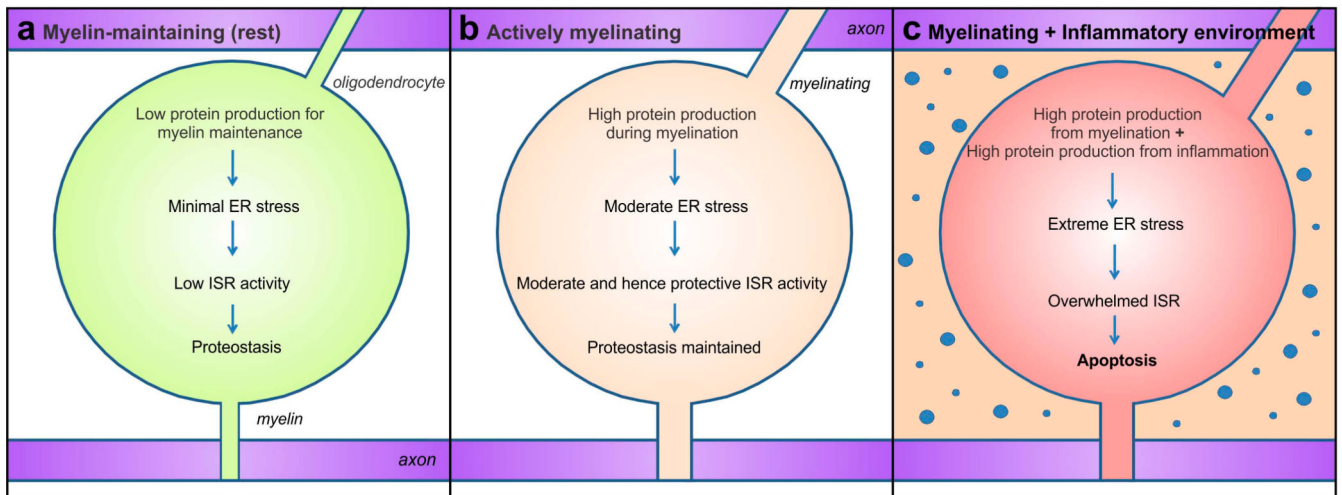 a Myelin-maintaining (rest)
oligodendrocyte
Low protein production for
myelin maintenance
Minimal ER stress
Low ISR activity
Proteostasis
myelin
axon
b Actively myelinating
axon
myelinating
High protein production
during myelination
Moderate ER stress
Moderate and hence protective ISR activity
Proteostasis maintained
c Myelinating + Inflammatory environment
High protein production
from myelination +
High protein production from inflammation
Extreme ER stress
Overwhelmed ISR
Apoptosis